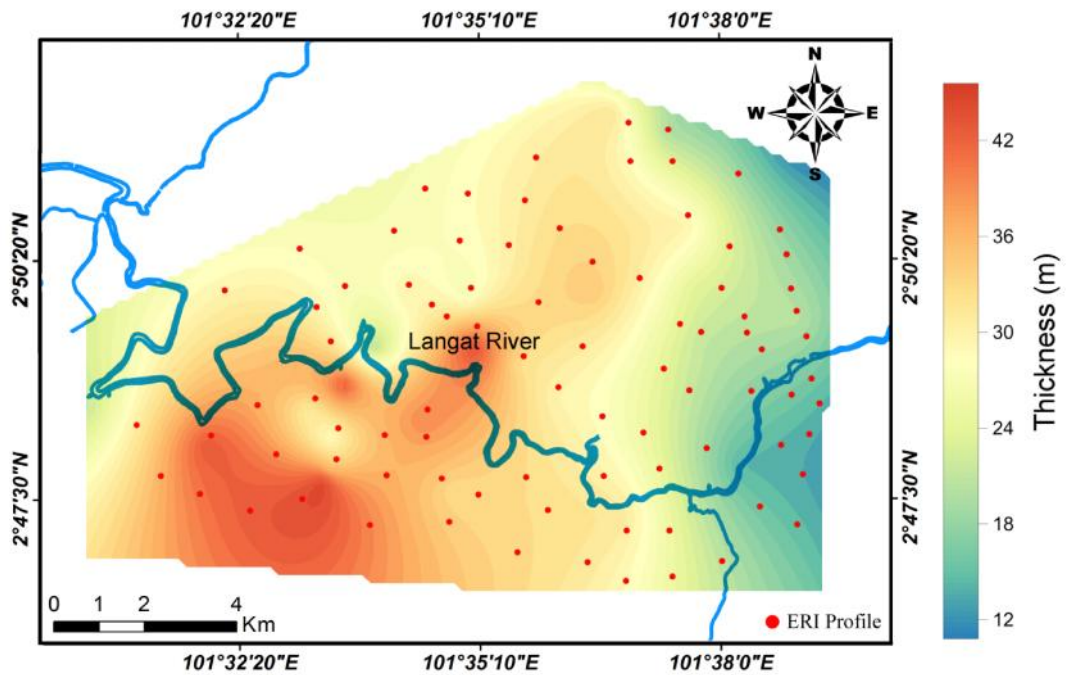 101°32'20"E 101°35'10"E 101°38'0"E
N
W E
S
2°50'20"N 2°50'20"N
Langat River
2°47'30"N 2°47'30"N
0 1 2 4
Km
ERI Profile
101°32'20"E 101°35'10"E 101°38'0"E
42
36
30
24
18
12
Thickness (m)